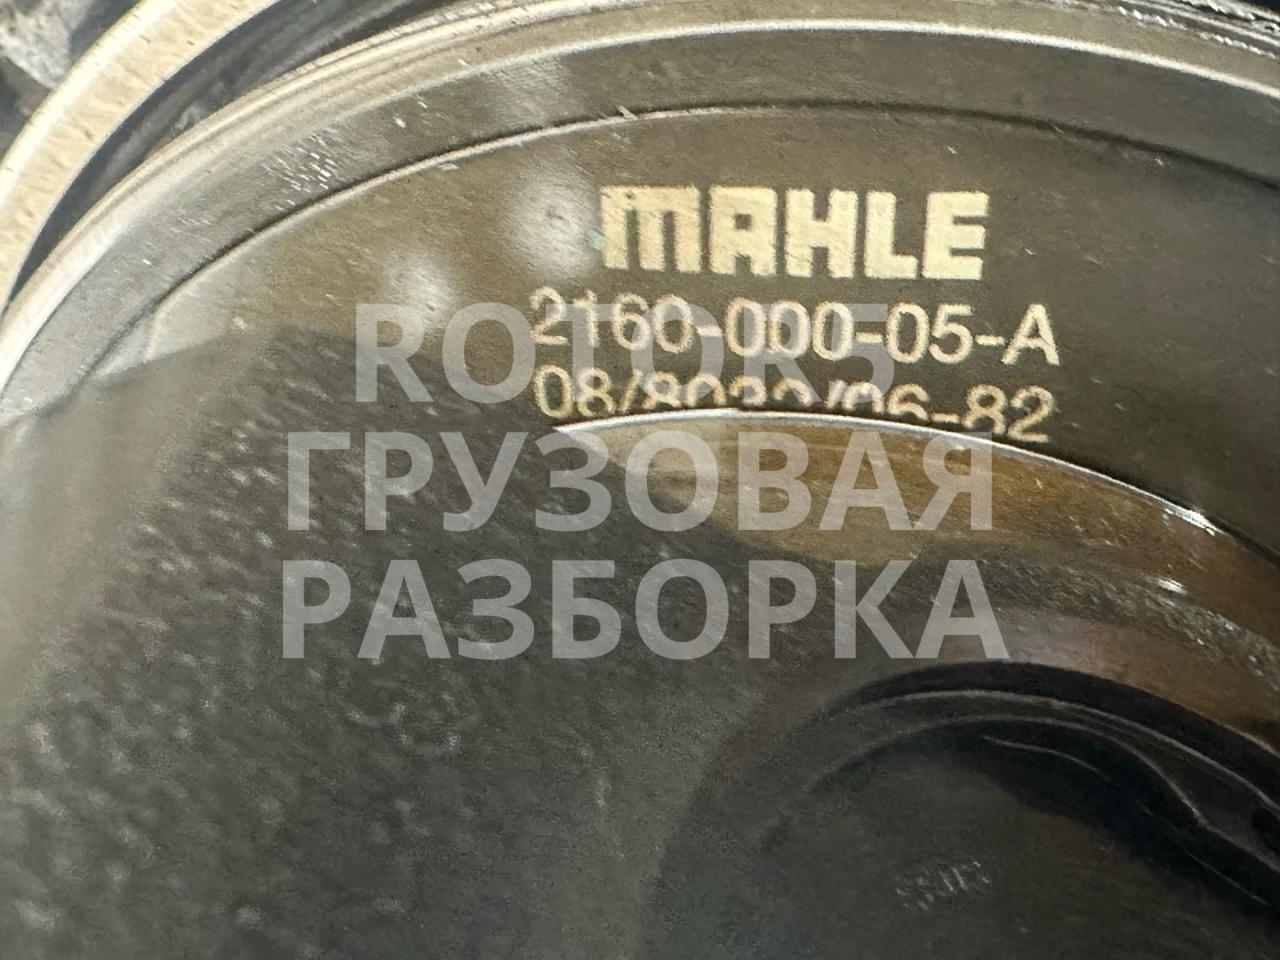 MAHLE
2160-000-05-A
ROTOR5
ГРУЗОВАЯ
РАЗБОРКА